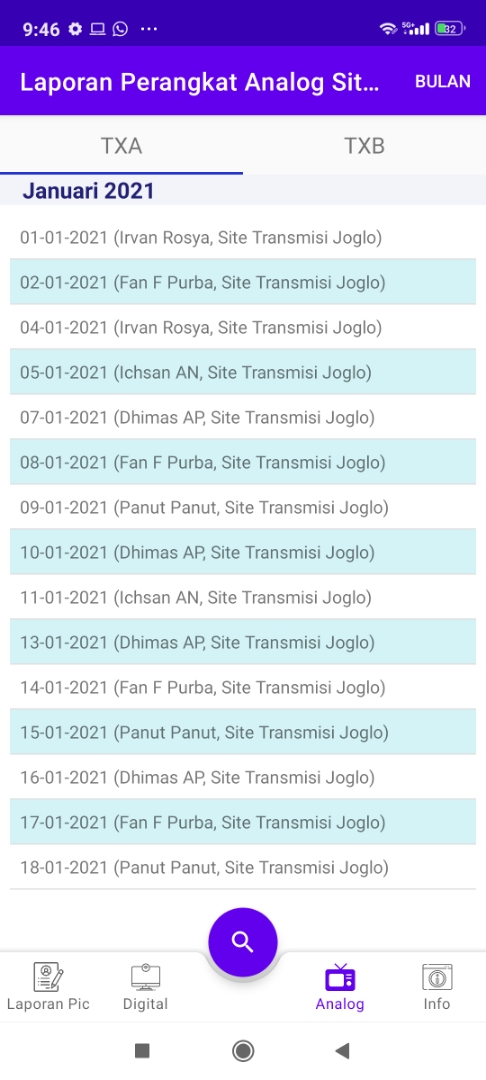 9:46
5G+
32
Laporan Perangkat Analog Sit...
BULAN
TXA
TXB
Januari 2021
01-01-2021 (Irvan Rosya, Site Transmisi Joglo)
02-01-2021 (Fan F Purba, Site Transmisi Joglo)
04-01-2021 (Irvan Rosya, Site Transmisi Joglo)
05-01-2021 (Ichsan AN, Site Transmisi Joglo)
07-01-2021 (Dhimas AP, Site Transmisi Joglo)
08-01-2021 (Fan F Purba, Site Transmisi Joglo)
09-01-2021 (Panut Panut, Site Transmisi Joglo)
10-01-2021 (Dhimas AP, Site Transmisi Joglo)
11-01-2021 (Ichsan AN, Site Transmisi Joglo)
13-01-2021 (Dhimas AP, Site Transmisi Joglo)
14-01-2021 (Fan F Purba, Site Transmisi Joglo)
15-01-2021 (Panut Panut, Site Transmisi Joglo)
16-01-2021 (Dhimas AP, Site Transmisi Joglo)
17-01-2021 (Fan F Purba, Site Transmisi Joglo)
18-01-2021 (Panut Panut, Site Transmisi Joglo)
Laporan Pic
Digital
Analog
Info